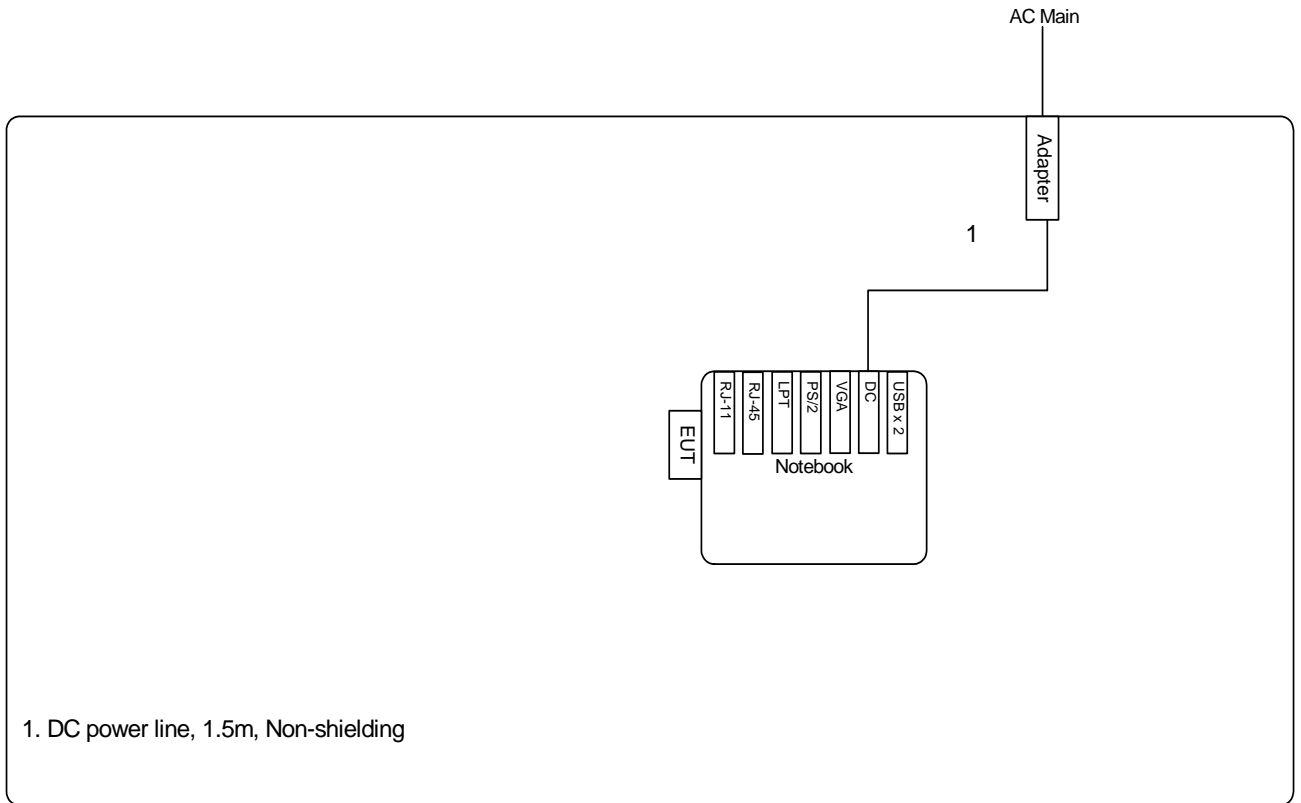 AC Main
Adapter
1
RJ-11
RJ-45
LPT
PS/2
VGA
DC
USB x 2
EUT
Notebook
1. DC power line, 1.5m, Non-shielding